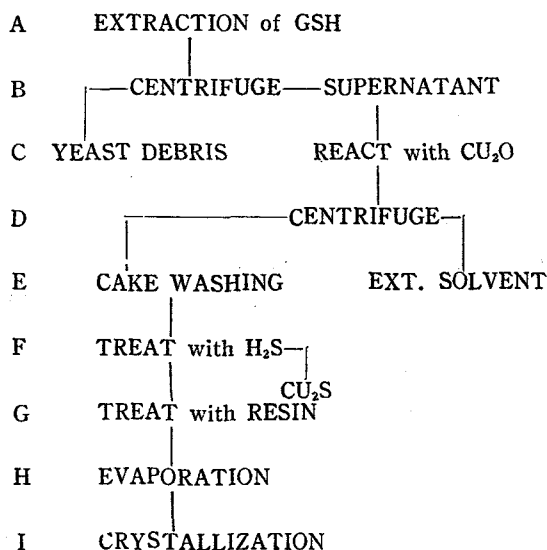 A EXTRACTION of GSH
B CENTRIFUGE SUPERNATANT
C YEAST DEBRIS REACT with CU₂O
D CENTRIFUGE
E CAKE WASHING EXT. SOLVENT
F TREAT with H₂S
CU₂S
G TREAT with RESIN
H EVAPORATION
I CRYSTALLIZATION